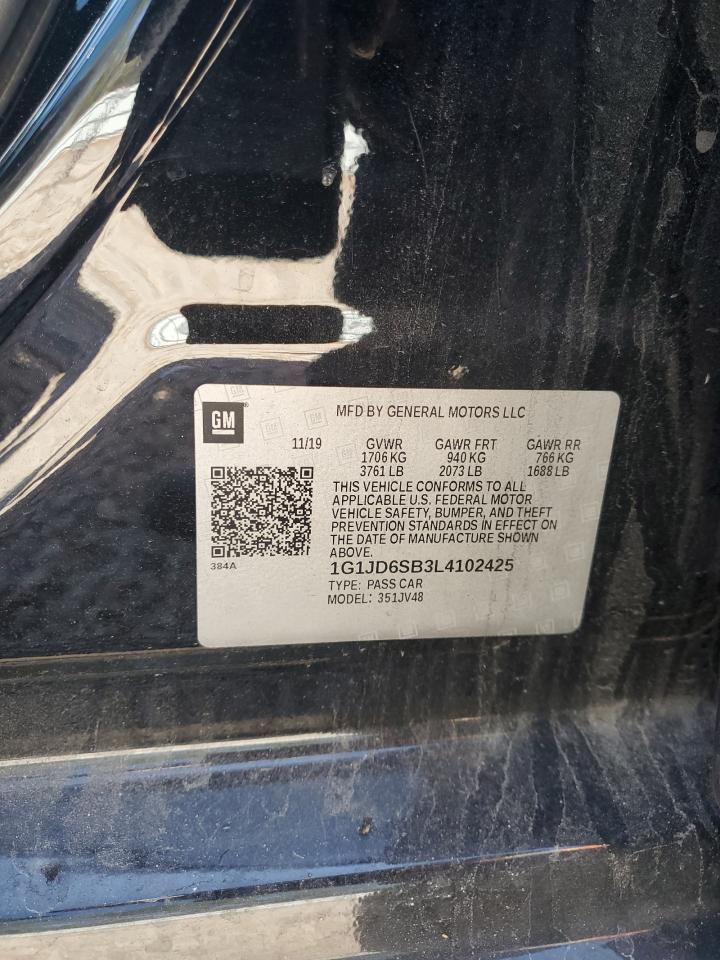 GM
MFD BY GENERAL MOTORS LLC
11/19 GVWR GAWR FRT GAWR RR
1706 KG 940 KG 766 KG
3761 LB 2073 LB 1688 LB
THIS VEHICLE CONFORMS TO ALL
APPLICABLE U.S. FEDERAL MOTOR
VEHICLE SAFETY, BUMPER, AND THEFT
PREVENTION STANDARDS IN EFFECT ON
THE DATE OF MANUFACTURE SHOWN
ABOVE.
384A
1G1JD6SB3L4102425
TYPE: PASS CAR
MODEL: 351JV48